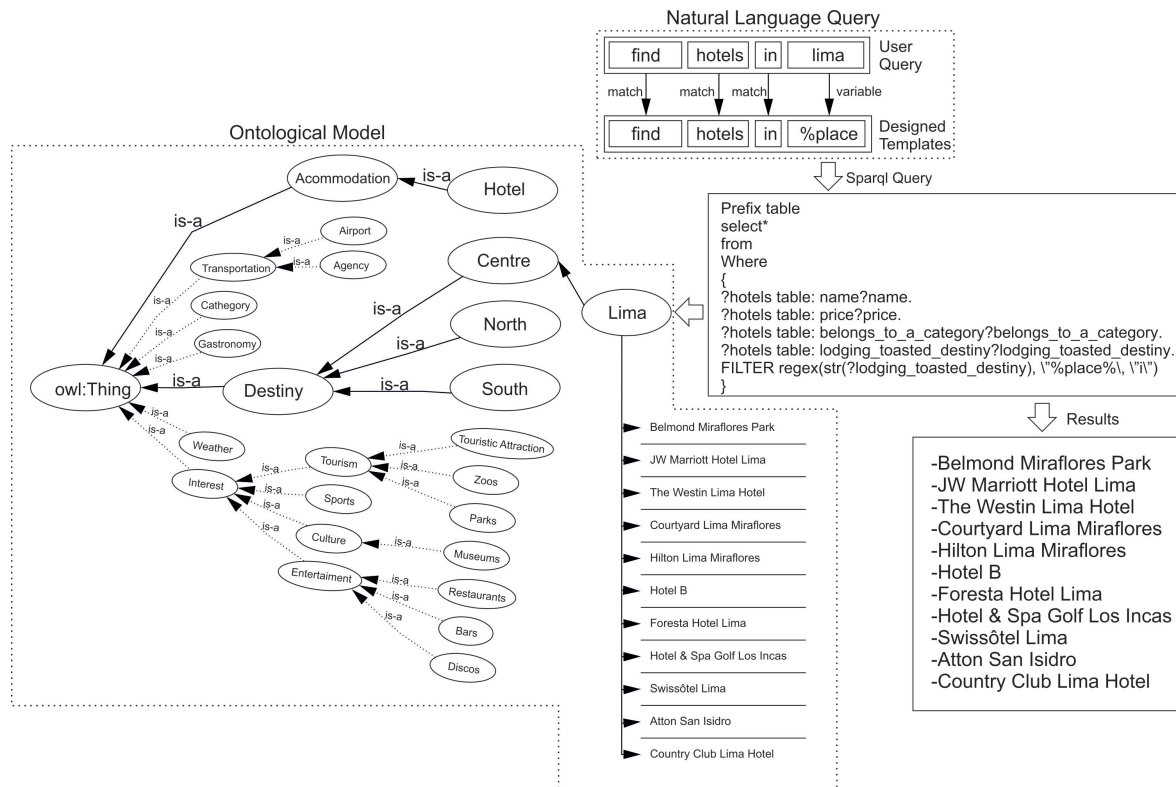 Natural Language Query
find hotels in lima
User
Query
match match match variable
find hotels in %place
Designed
Templates
Sparql Query
Ontological Model
Acommodation
is-a
Hotel
is-a
is-a
Airport
Transportation
is-a
Agency
Cathegory
is-a
Gastronomy
is-a
is-a
Centre
is-a
North
is-a
South
is-a
Destiny
is-a
owl:Thing
Lima
Weather
is-a
is-a
Interest
is-a
Tourism
is-a
Touristic Attraction
is-a
Zoos
is-a
Parks
is-a
Sports
is-a
Culture
is-a
Museums
is-a
Entertaiment
is-a
Restaurants
is-a
Bars
is-a
Discos
Prefix table
select*
from
Where
{
?hotels table: name?name.
?hotels table: price?price.
?hotels table: belongs_to_a_category?belongs_to_a_category.
?hotels table: lodging_toasted_destiny?lodging_toasted_destiny.
FILTER regex(str(?lodging_toasted_destiny), \"%place%\, \"i\")
}
Results
Belmond Miraflores Park
JW Marriott Hotel Lima
The Westin Lima Hotel
Courtyard Lima Miraflores
Hilton Lima Miraflores
Hotel B
Foresta Hotel Lima
Hotel & Spa Golf Los Incas
Swissôtel Lima
Atton San Isidro
Country Club Lima Hotel
-Belmond Miraflores Park
-JW Marriott Hotel Lima
-The Westin Lima Hotel
-Courtyard Lima Miraflores
-Hilton Lima Miraflores
-Hotel B
-Foresta Hotel Lima
-Hotel & Spa Golf Los Incas
-Swissôtel Lima
-Atton San Isidro
-Country Club Lima Hotel